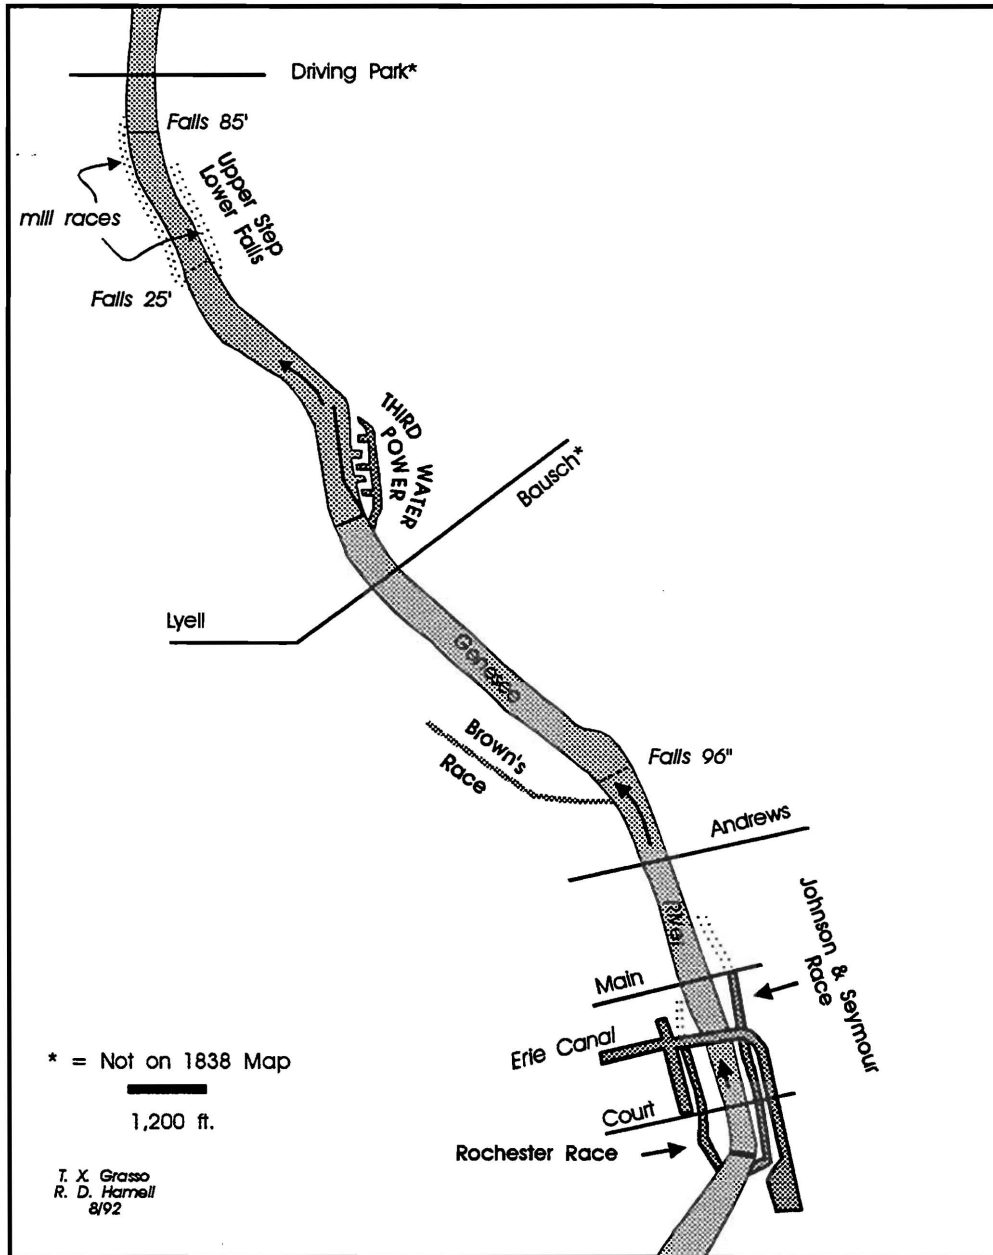 Driving Park*
Falls 85'
Upper Step
Lower Falls
mill races
Falls 25'
THIRD WATER
POWER
Bausch*
Lyell
Genesee
Brown's
Race
Falls 96"
Andrews
River
Johnson & Seymour
Race
Main
Erie Canal
* = Not on 1838 Map
1,200 ft.
Court
Rochester Race
T. X. Grasso
R. D. Hamell
8/92